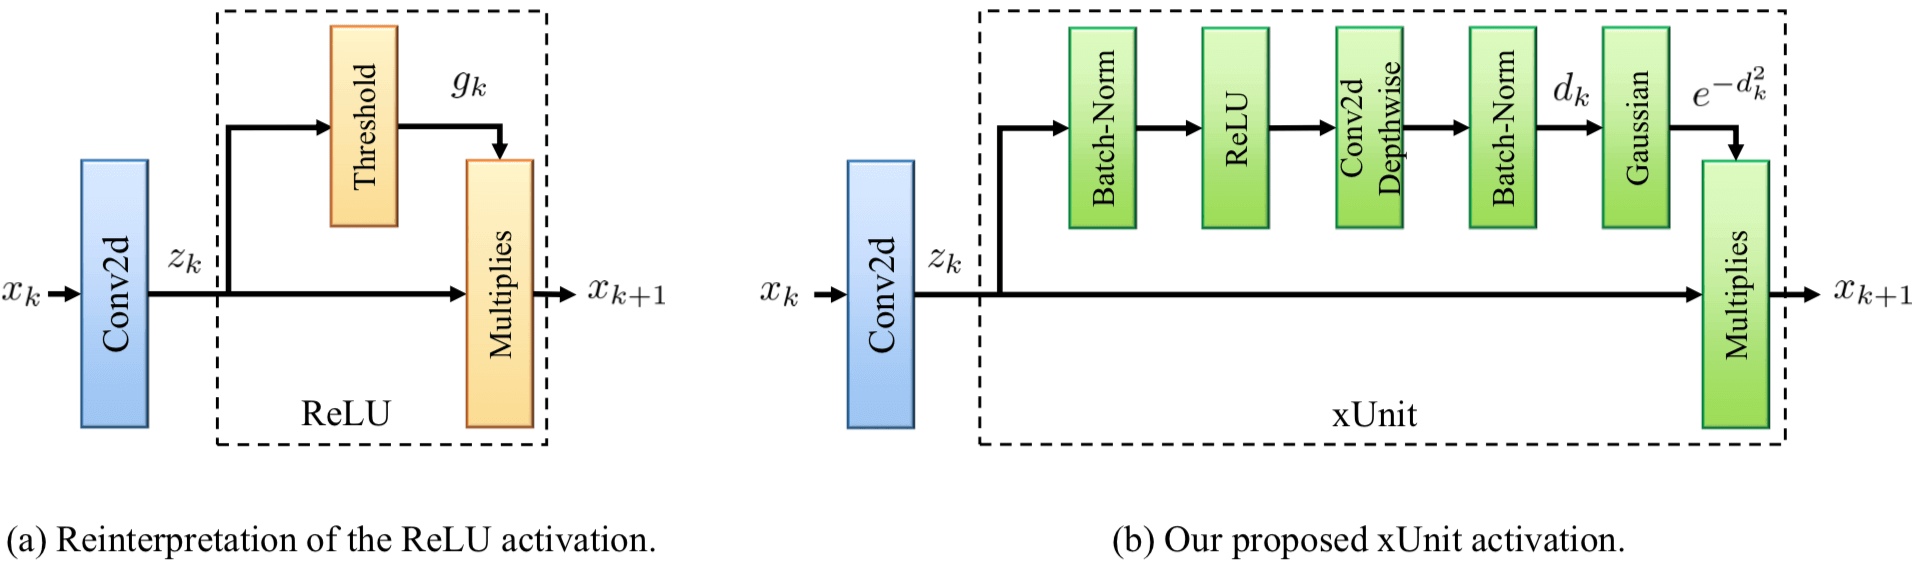 x_k
Conv2d
z_k
Threshold
g_k
Multiplies
x_{k+1}
ReLU
(a) Reinterpretation of the ReLU activation.
x_k
Conv2d
z_k
Batch-Norm
ReLU
Conv2d
Depthwise
Batch-Norm
d_k
Gaussian
e^{-d_k^2}
Multiplies
x_{k+1}
xUnit
(b) Our proposed xUnit activation.